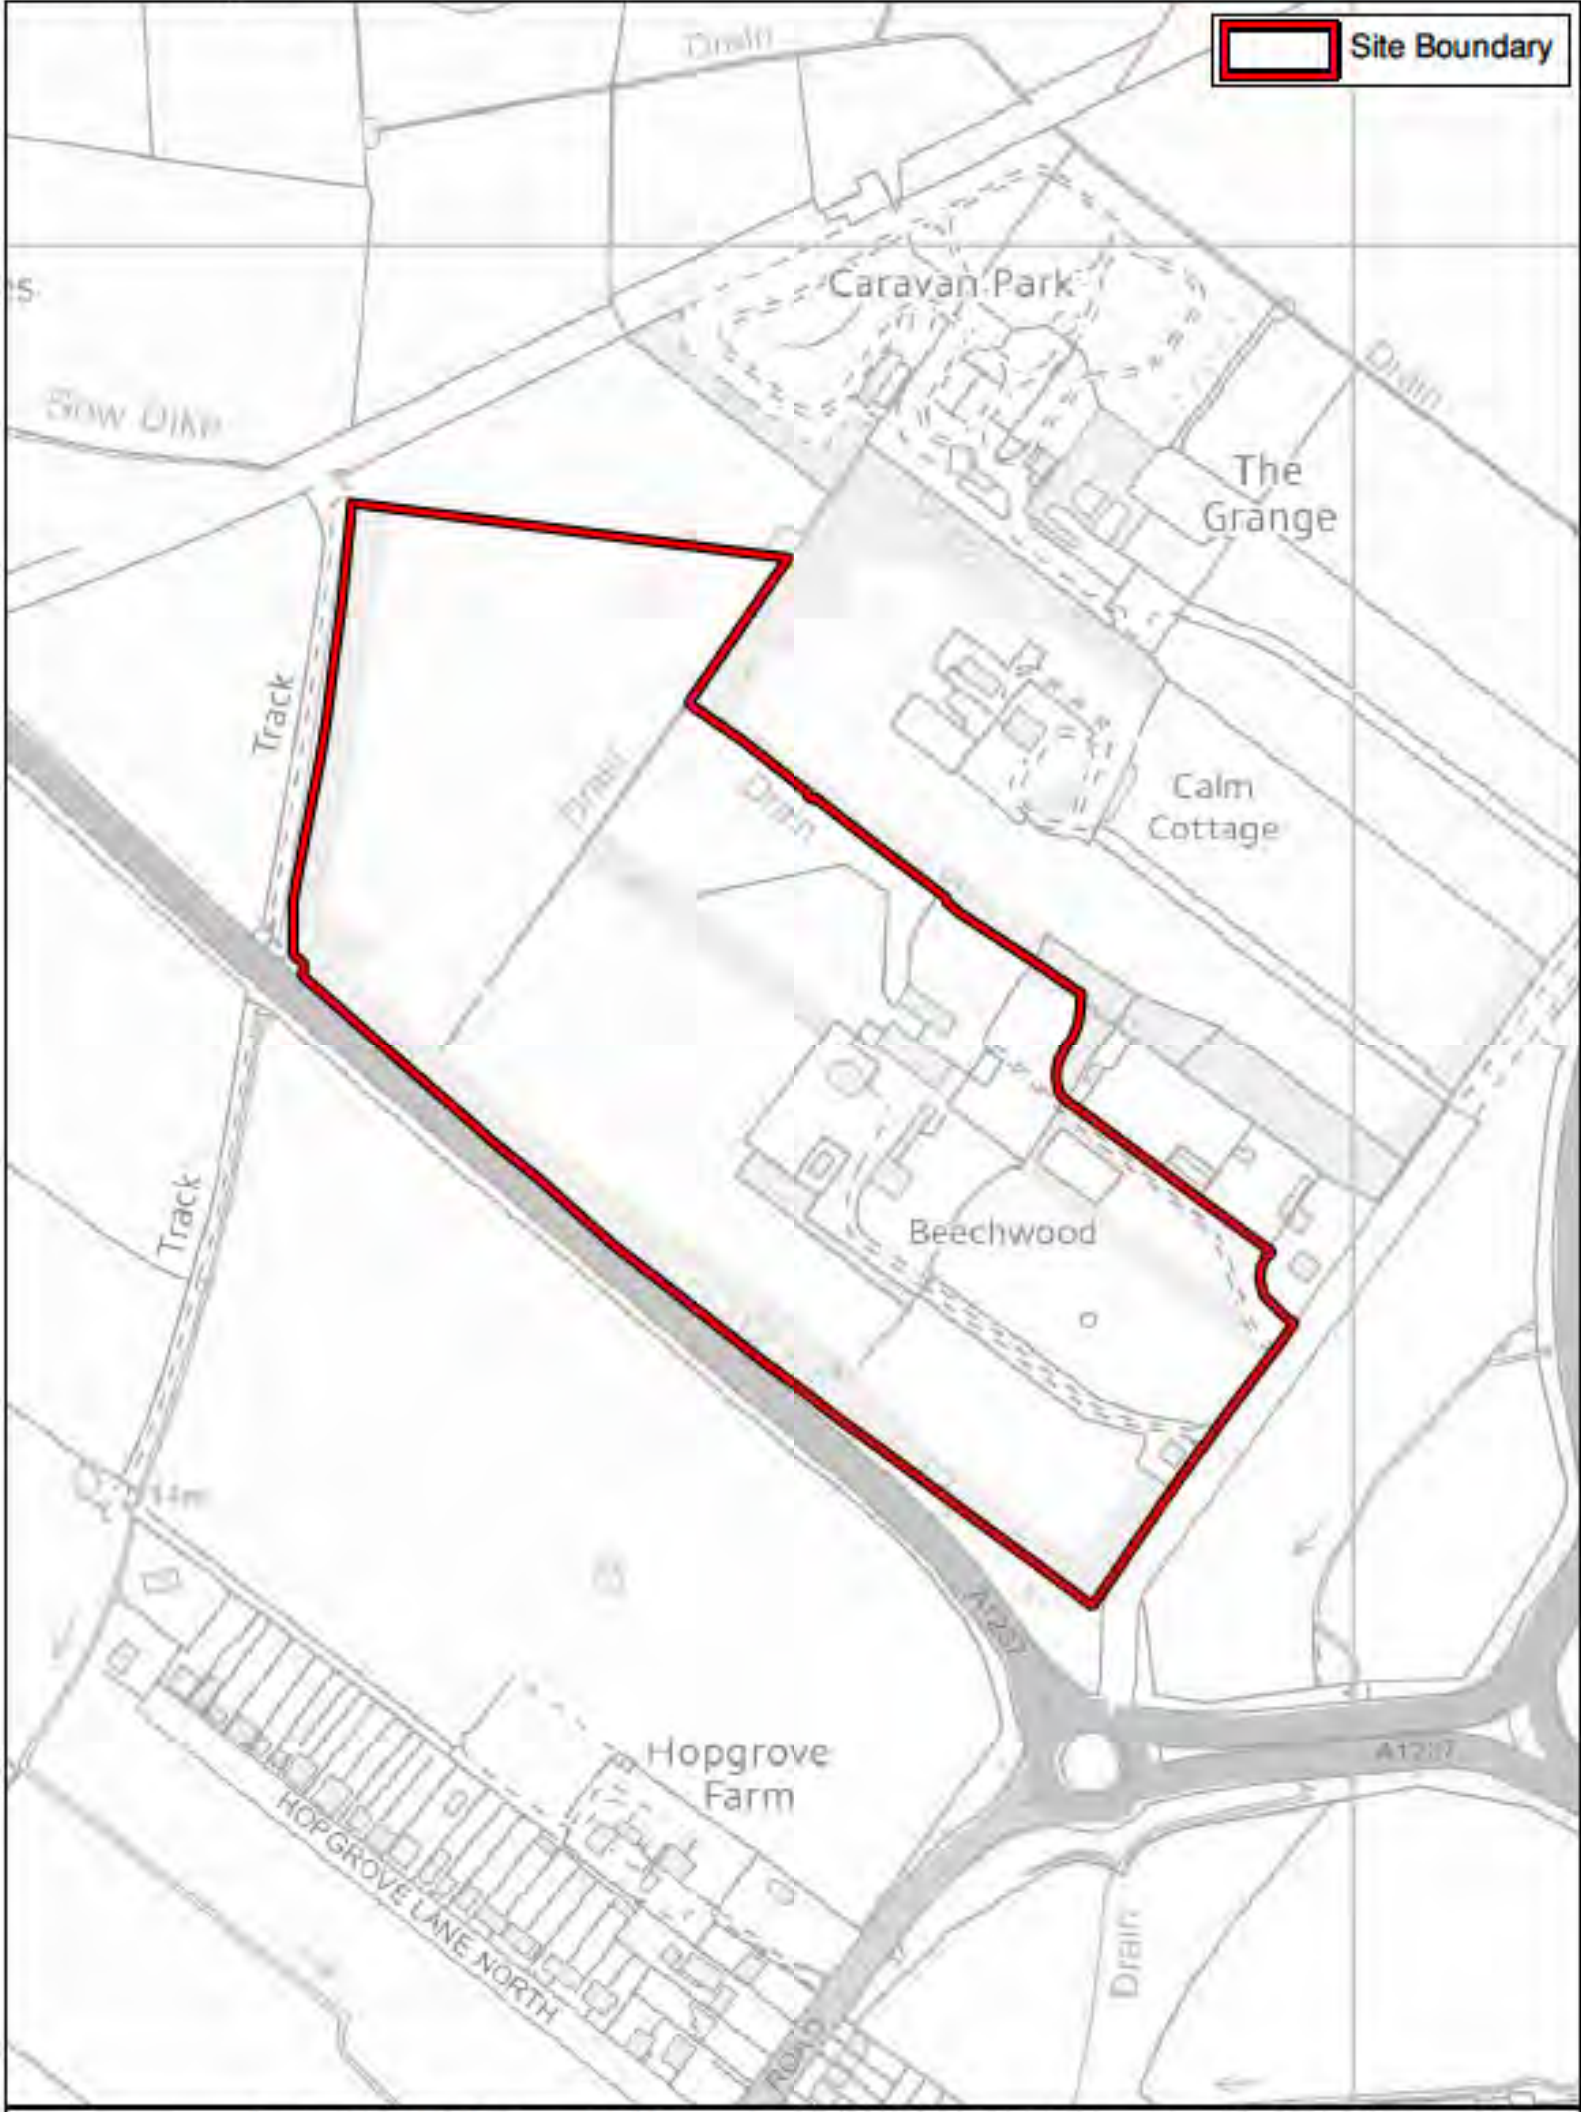 Site Boundary
Drain
Caravan Park
Drain
Sow Dike
The
Grange
Track
Drain
Drain
Calm
Cottage
Track
Beechwood
A1237
Hopgrove
Farm
A1237
HOPGROVE LANE NORTH
Drain
ROAD